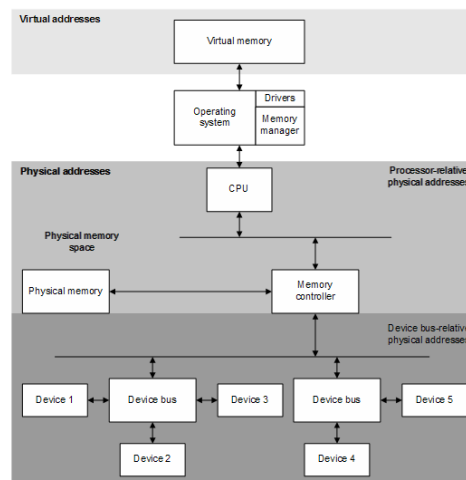 Virtual addresses
Virtual memory
Operating
system
Drivers
Memory
manager
Physical addresses
Processor-relative
physical addresses
CPU
Physical memory
space
Physical memory
Memory
controller
Device bus-relative
physical addresses
Device 1
Device bus
Device 3
Device bus
Device 5
Device 2
Device 4